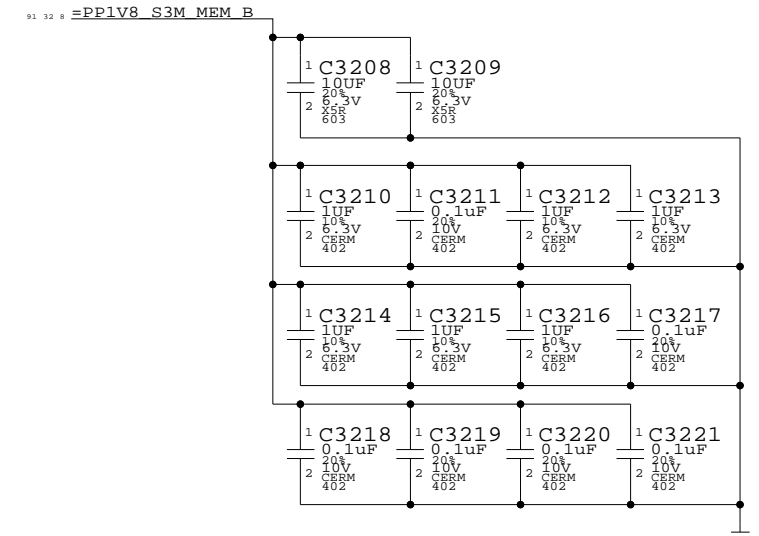 91 32 8 =PP1V8_S3M_MEM_B
1 C3208 1 C3209
10UF 10UF
20% 20%
6.3V 6.3V
2 X5R 2 X5R
603 603
1 C3210 1 C3211 1 C3212 1 C3213
1UF 0.1uF 1UF 1UF
10% 20% 10% 10%
6.3V 10V 6.3V 6.3V
2 CERM 2 CERM 2 CERM 2 CERM
402 402 402 402
1 C3214 1 C3215 1 C3216 1 C3217
1UF 1UF 1UF 0.1uF
10% 10% 10% 20%
6.3V 6.3V 6.3V 10V
2 CERM 2 CERM 2 CERM 2 CERM
402 402 402 402
1 C3218 1 C3219 1 C3220 1 C3221
0.1uF 0.1uF 0.1uF 0.1uF
20% 20% 20% 20%
10V 10V 10V 10V
2 CERM 2 CERM 2 CERM 2 CERM
402 402 402 402